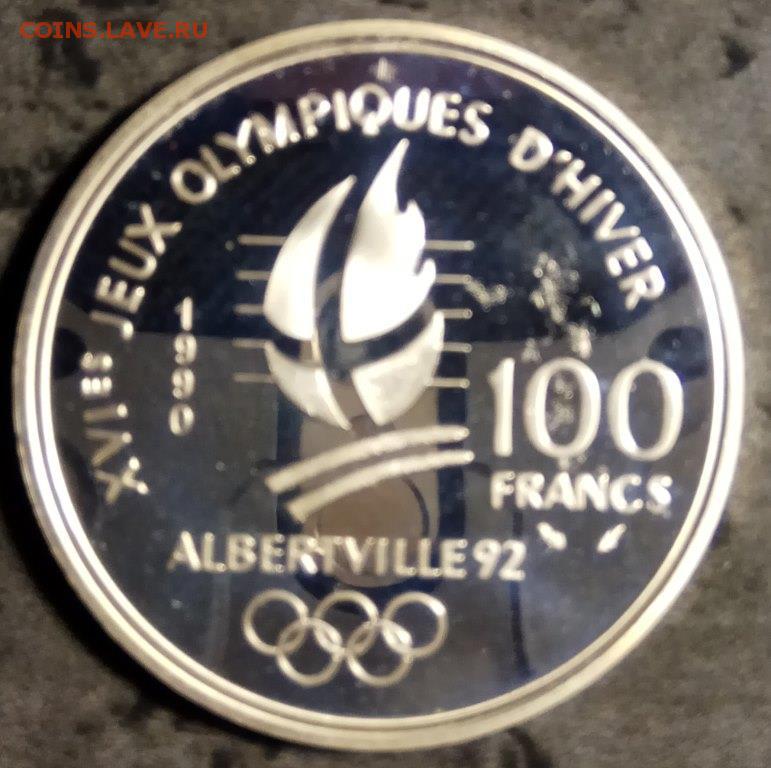 COINS.LAVE.RU
XVIES JEUX OLYMPIQUES D'HIVER
1990
100
FRANCS
ALBERTVILLE 92